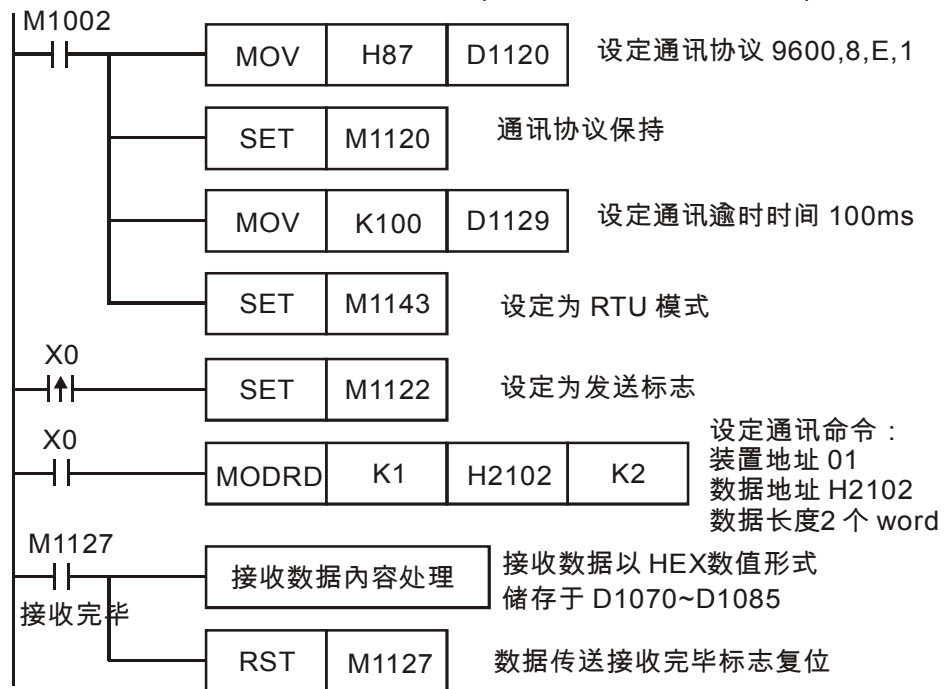 M1002
MOV H87 D1120 设定通讯协议 9600,8,E,1
SET M1120 通讯协议保持
MOV K100 D1129 设定通讯逾时时间 100ms
SET M1143 设定为 RTU 模式
X0
SET M1122 设定为发送标志
X0
MODRD K1 H2102 K2
设定通讯命令：
装置地址 01
数据地址 H2102
数据长度2 个 word
M1127
接收完毕
接收数据内容处理
接收数据以 HEX数值形式
储存于 D1070~D1085
RST M1127 数据传送接收完毕标志复位